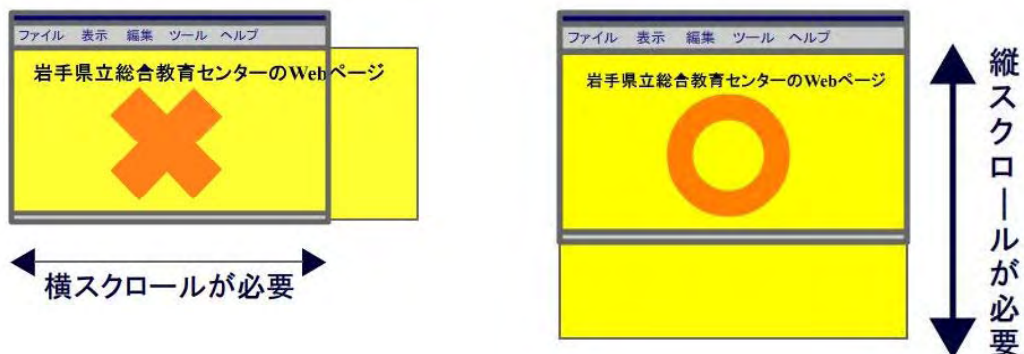 ファイル 表示 編集 ツール ヘルプ
岩手県立総合教育センターのWebページ
横スクロールが必要
ファイル 表示 編集 ツール ヘルプ
岩手県立総合教育センターのWebページ
縦スクロールが必要